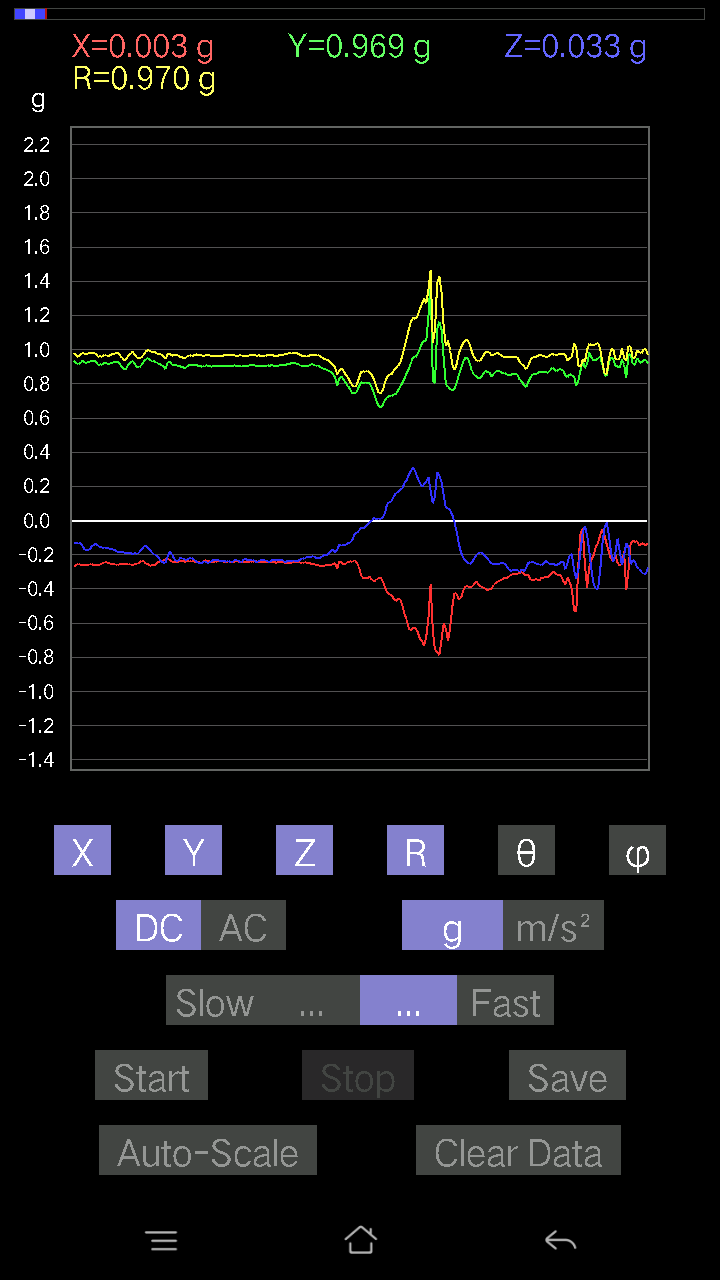 X=0.003 g Y=0.969 g Z=0.033 g
R=0.970 g
g
2.2
2.0
1.8
1.6
1.4
1.2
1.0
0.8
0.6
0.4
0.2
0.0
-0.2
-0.4
-0.6
-0.8
-1.0
-1.2
-1.4
X Y Z R θ φ
DC AC g m/s²
Slow ... ... Fast
Start Stop Save
Auto-Scale Clear Data